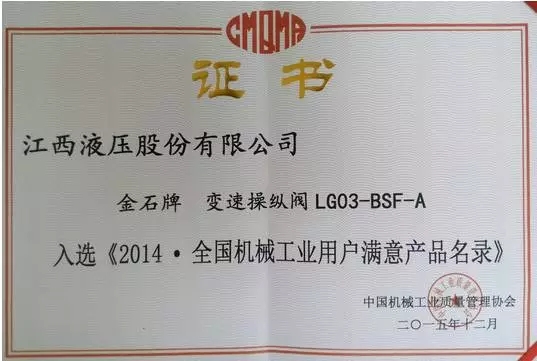 CMQMA
证书
江西液压股份有限公司
金石牌 变速操纵阀 LG03-BSF-A
入选《2014·全国机械工业用户满意产品名录》
中国机械工业质量管理协会
二〇一五年十二月